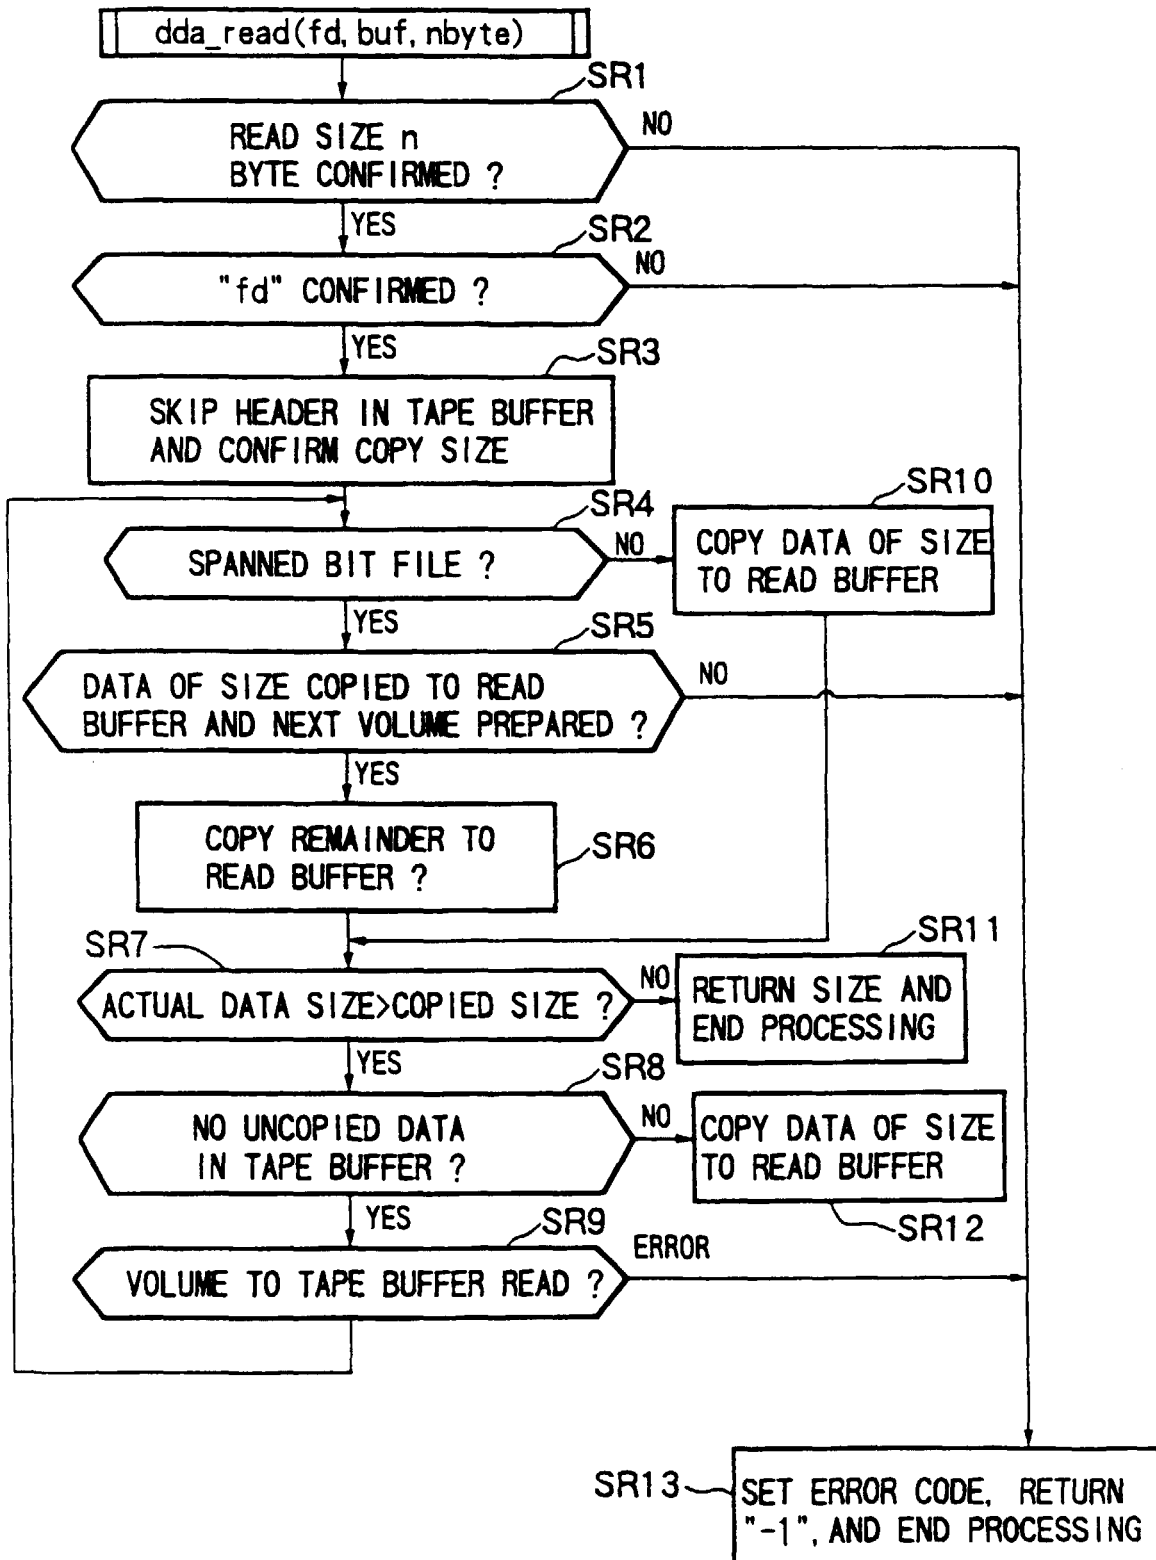 dda_read(fd, buf, nbyte)
SR1
READ SIZE n
BYTE CONFIRMED ?
NO
YES
SR2
"fd" CONFIRMED ?
NO
YES
SR3
SKIP HEADER IN TAPE BUFFER
AND CONFIRM COPY SIZE
SR4
SPANNED BIT FILE ?
NO
SR10
COPY DATA OF SIZE
TO READ BUFFER
YES
SR5
DATA OF SIZE COPIED TO READ
BUFFER AND NEXT VOLUME PREPARED ?
NO
YES
COPY REMAINDER TO
READ BUFFER ?
SR6
SR7
ACTUAL DATA SIZE>COPIED SIZE ?
NO
SR11
RETURN SIZE AND
END PROCESSING
YES
SR8
NO UNCOPIED DATA
IN TAPE BUFFER ?
NO
COPY DATA OF SIZE
TO READ BUFFER
SR12
YES
SR9
VOLUME TO TAPE BUFFER READ ?
ERROR
SR13
SET ERROR CODE, RETURN
"-1", AND END PROCESSING